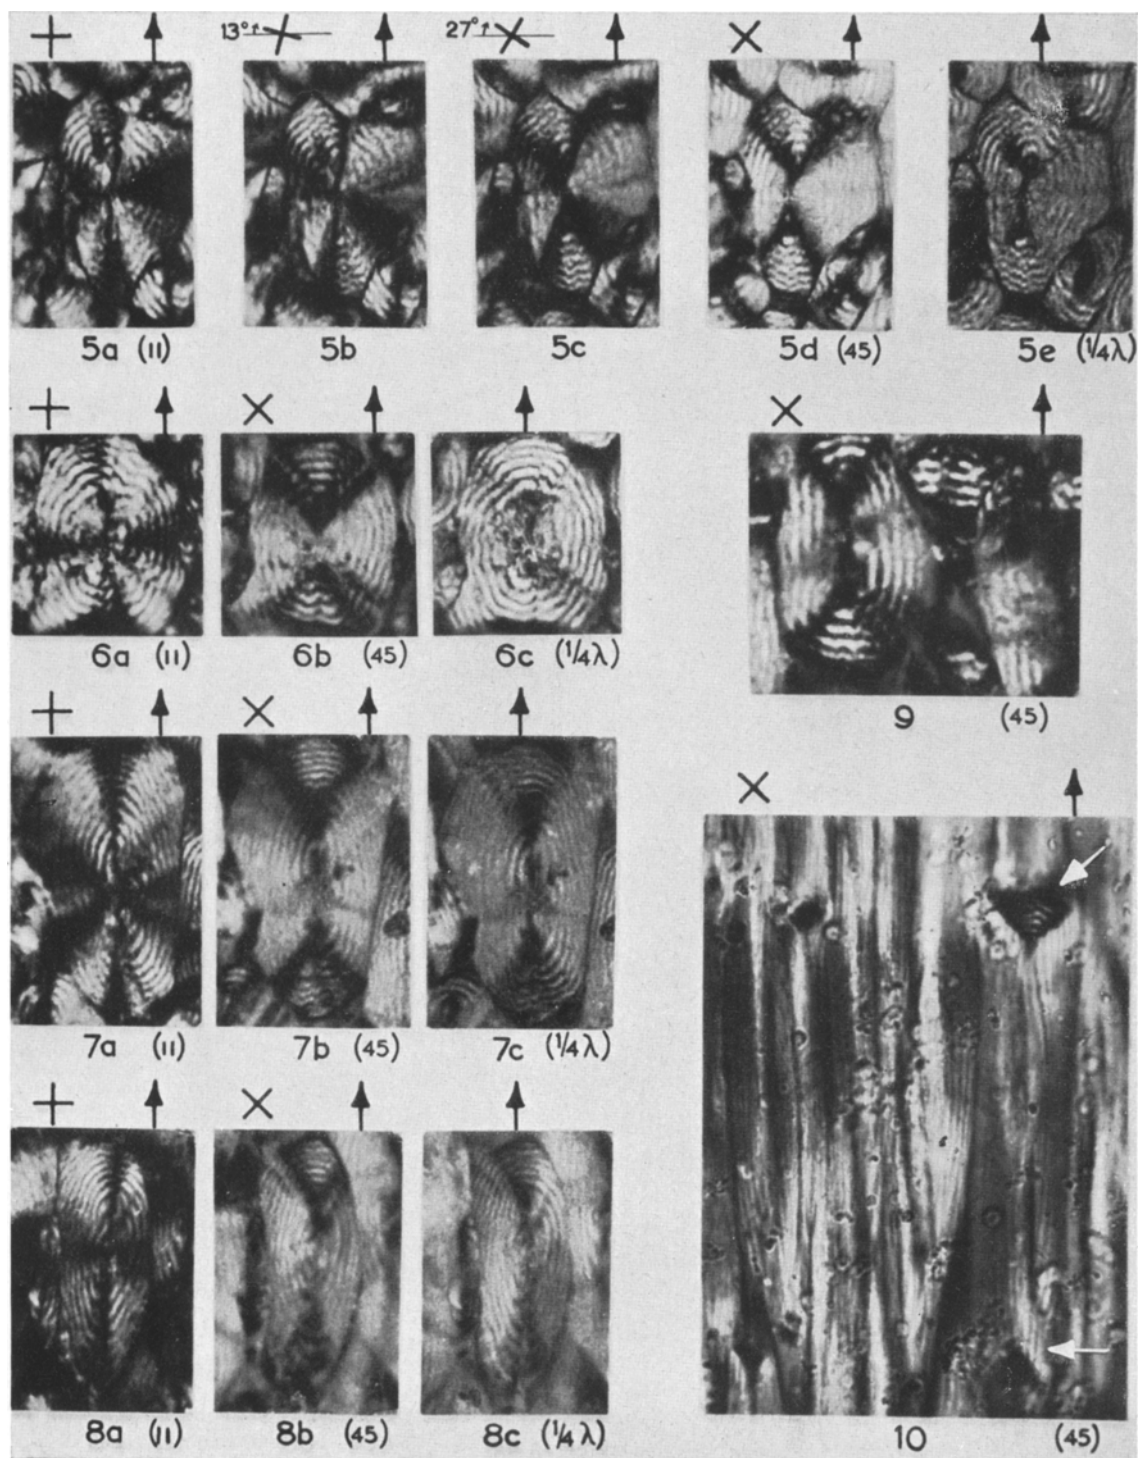 13° 27°
5a (11) 5b 5c 5d (45) 5e (1/4λ)
6a (11) 6b (45) 6c (1/4λ)
9 (45)
7a (11) 7b (45) 7c (1/4λ)
8a (11) 8b (45) 8c (1/4λ)
10 (45)